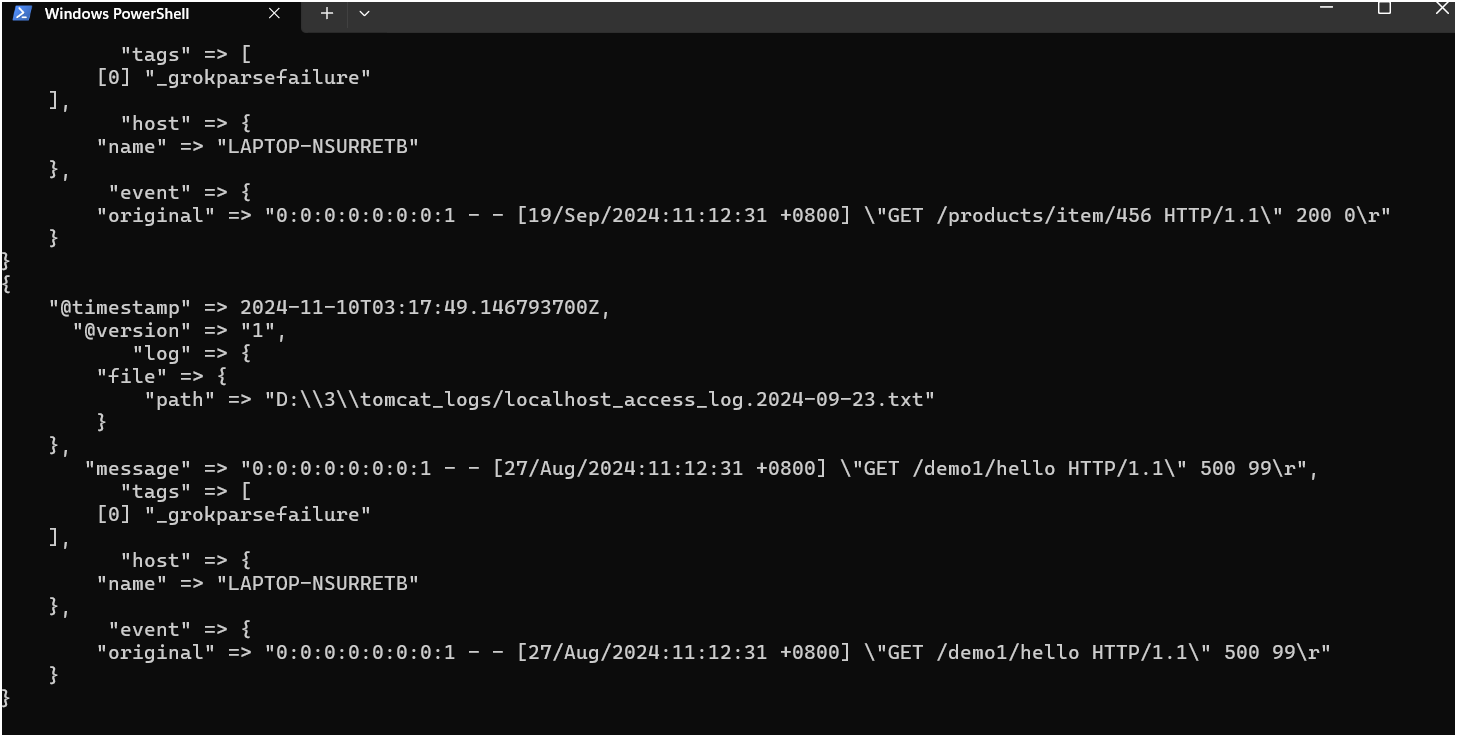 Windows PowerShell
"tags" => [
[0] "_grokparsefailure"
],
"host" => {
"name" => "LAPTOP-NSURRETB"
},
"event" => {
"original" => "0:0:0:0:0:0:0:1 - - [19/Sep/2024:11:12:31 +0800] \"GET /products/item/456 HTTP/1.1\" 200 0\r"
}
}
{
"@timestamp" => 2024-11-10T03:17:49.146793700Z,
"@version" => "1",
"log" => {
"file" => {
"path" => "D:\\3\\tomcat_logs/localhost_access_log.2024-09-23.txt"
}
},
"message" => "0:0:0:0:0:0:0:1 - - [27/Aug/2024:11:12:31 +0800] \"GET /demo1/hello HTTP/1.1\" 500 99\r",
"tags" => [
[0] "_grokparsefailure"
],
"host" => {
"name" => "LAPTOP-NSURRETB"
},
"event" => {
"original" => "0:0:0:0:0:0:0:1 - - [27/Aug/2024:11:12:31 +0800] \"GET /demo1/hello HTTP/1.1\" 500 99\r"
}
}